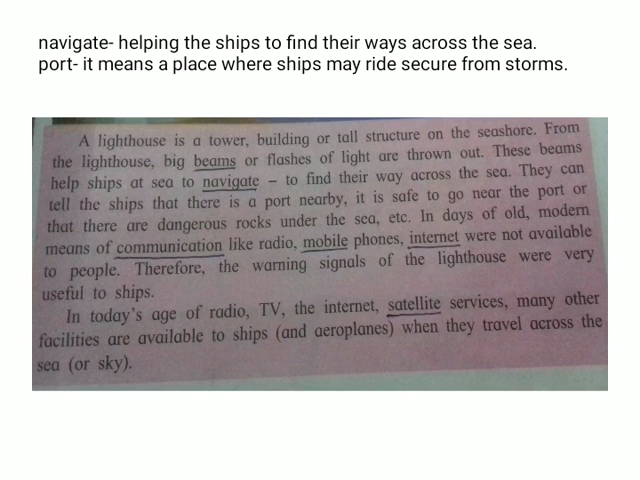 navigate- helping the ships to find their ways across the sea.
port- it means a place where ships may ride secure from storms.
A lighthouse is a tower, building or tall structure on the seashore. From
the lighthouse, big beams or flashes of light are thrown out. These beams
help ships at sea to navigate – to find their way across the sea. They can
tell the ships that there is a port nearby, it is safe to go near the port or
that there are dangerous rocks under the sea, etc. In days of old, modern
means of communication like radio, mobile phones, internet were not available
to people. Therefore, the warning signals of the lighthouse were very
useful to ships.
In today's age of radio, TV, the internet, satellite services, many other
facilities are available to ships (and aeroplanes) when they travel across the
sea (or sky).